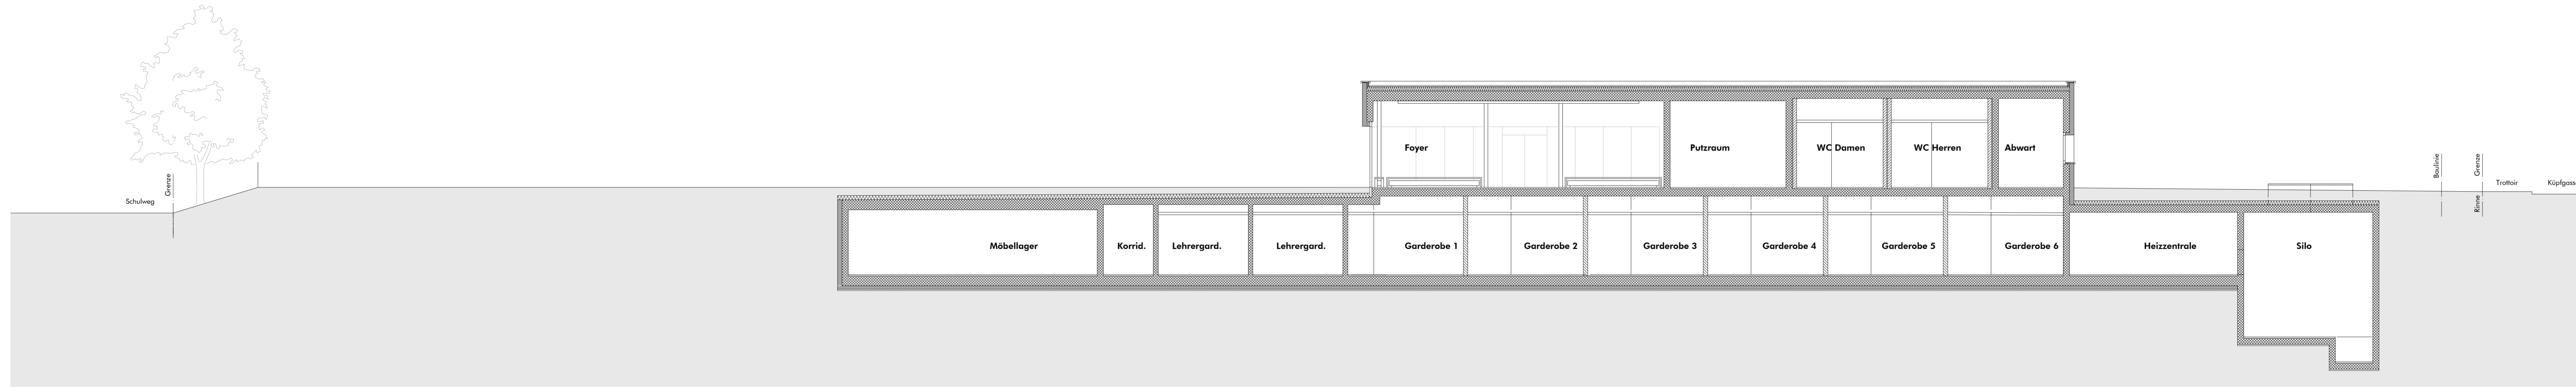 Foyer
Putzraum
WC Damen
WC Herren
Abwart
Schulweg
Grenze
Baulinie
Grenze
Rinne
Trottoir
Küpfgass
Möbellager
Korrid.
Lehrergard.
Lehrergard.
Garderobe 1
Garderobe 2
Garderobe 3
Garderobe 4
Garderobe 5
Garderobe 6
Heizzentrale
Silo